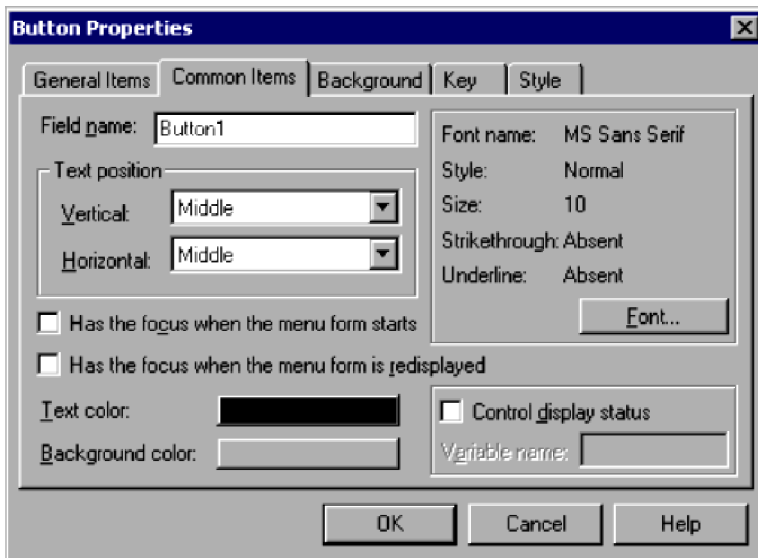 Button Properties
General Items Common Items Background Key Style
Field name: Button1
Text position
Vertical: Middle
Horizontal: Middle
Has the focus when the menu form starts
Has the focus when the menu form is redisplayed
Text color:
Background color:
Font name: MS Sans Serif
Style: Normal
Size: 10
Strikethrough: Absent
Underline: Absent
Font...
Control display status
Variable name:
OK Cancel Help